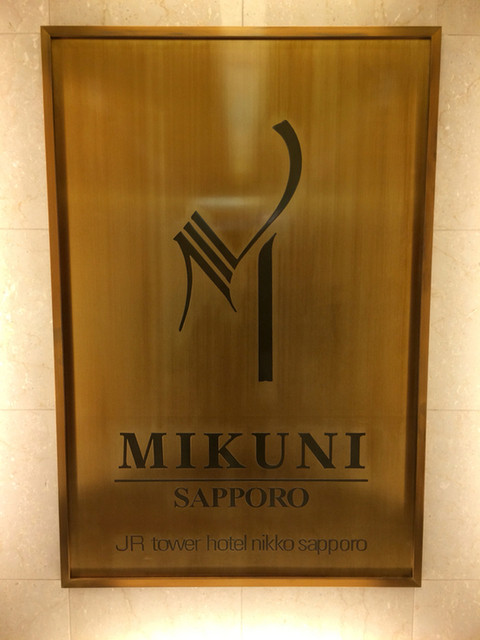 MIKUNI
SAPPORO
JR tower hotel nikko sapporo